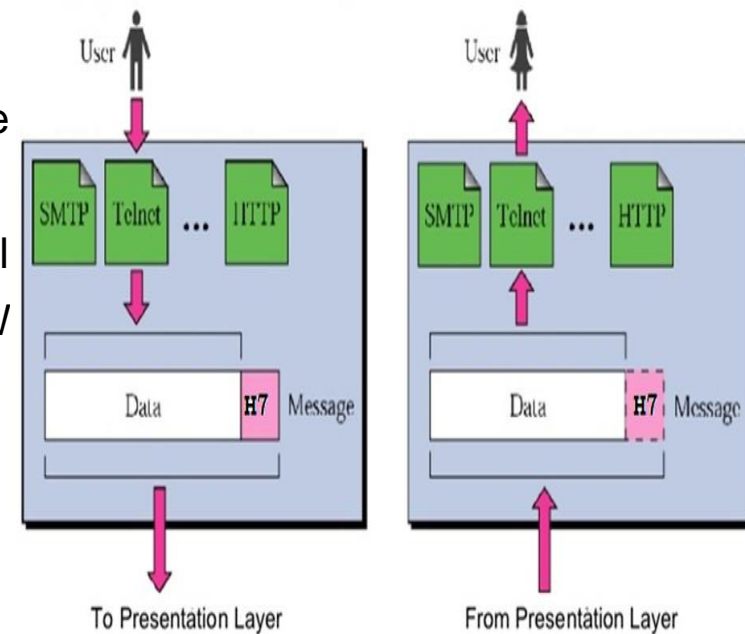 User
User
e
SMTP Telnet ... HTTP
SMTP Telnet ... HTTP
l
Data H7 Message
Data H7 Message
To Presentation Layer
From Presentation Layer